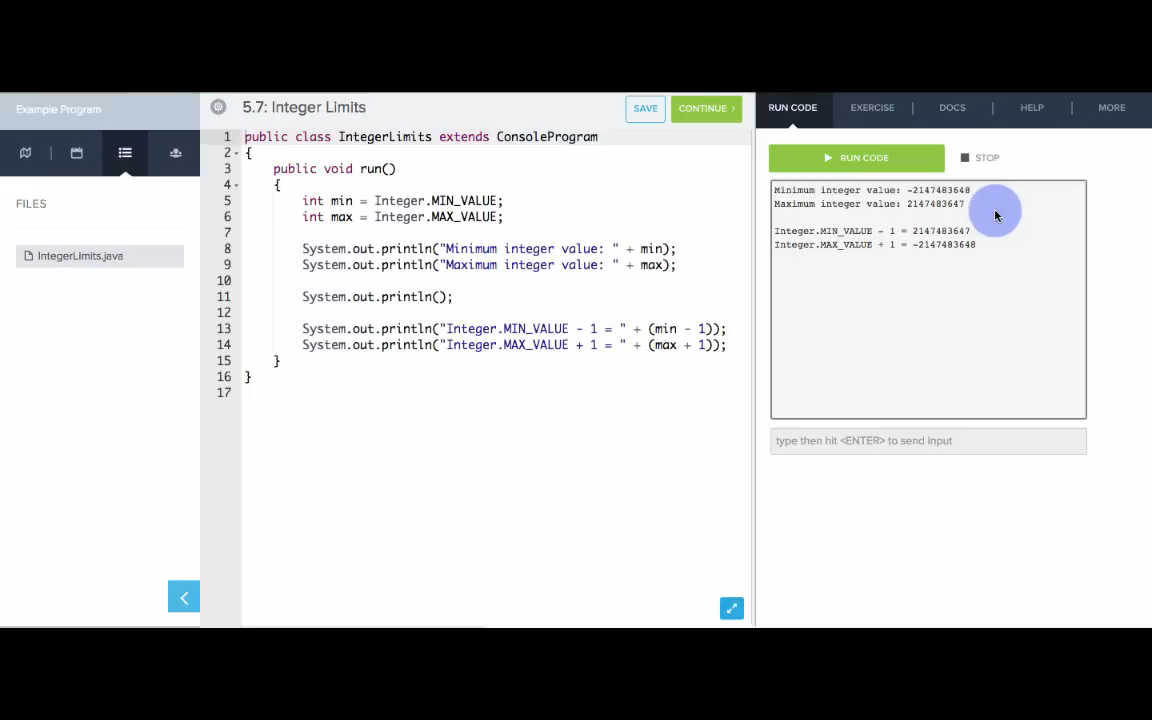 Example Program
5.7: Integer Limits
SAVE
CONTINUE ›
RUN CODE
EXERCISE
DOCS
HELP
MORE
FILES
IntegerLimits.java
1 public class IntegerLimits extends ConsoleProgram
2 {
3 public void run()
4 {
5 int min = Integer.MIN_VALUE;
6 int max = Integer.MAX_VALUE;
7
8 System.out.println("Minimum integer value: " + min);
9 System.out.println("Maximum integer value: " + max);
10
11 System.out.println();
12
13 System.out.println("Integer.MIN_VALUE - 1 = " + (min - 1));
14 System.out.println("Integer.MAX_VALUE + 1 = " + (max + 1));
15 }
16 }
17
RUN CODE
STOP
Minimum integer value: -2147483648
Maximum integer value: 2147483647
Integer.MIN_VALUE - 1 = 2147483647
Integer.MAX_VALUE + 1 = -2147483648
type then hit <ENTER> to send input